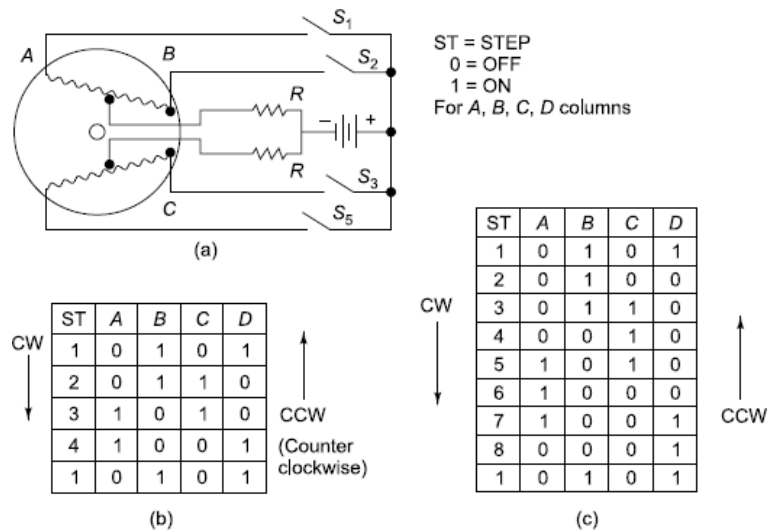 A
B
S1
S2
R
− +
R
C
S3
S5
(a)
ST = STEP
0 = OFF
1 = ON
For A, B, C, D columns
CW
ST A B C D
1 0 1 0 1
2 0 1 1 0
3 1 0 1 0
4 1 0 0 1
1 0 1 0 1
CCW
(Counter
clockwise)
(b)
CW
ST A B C D
1 0 1 0 1
2 0 1 0 0
3 0 1 1 0
4 0 0 1 0
5 1 0 1 0
6 1 0 0 0
7 1 0 0 1
8 0 0 0 1
1 0 1 0 1
CCW
(c)